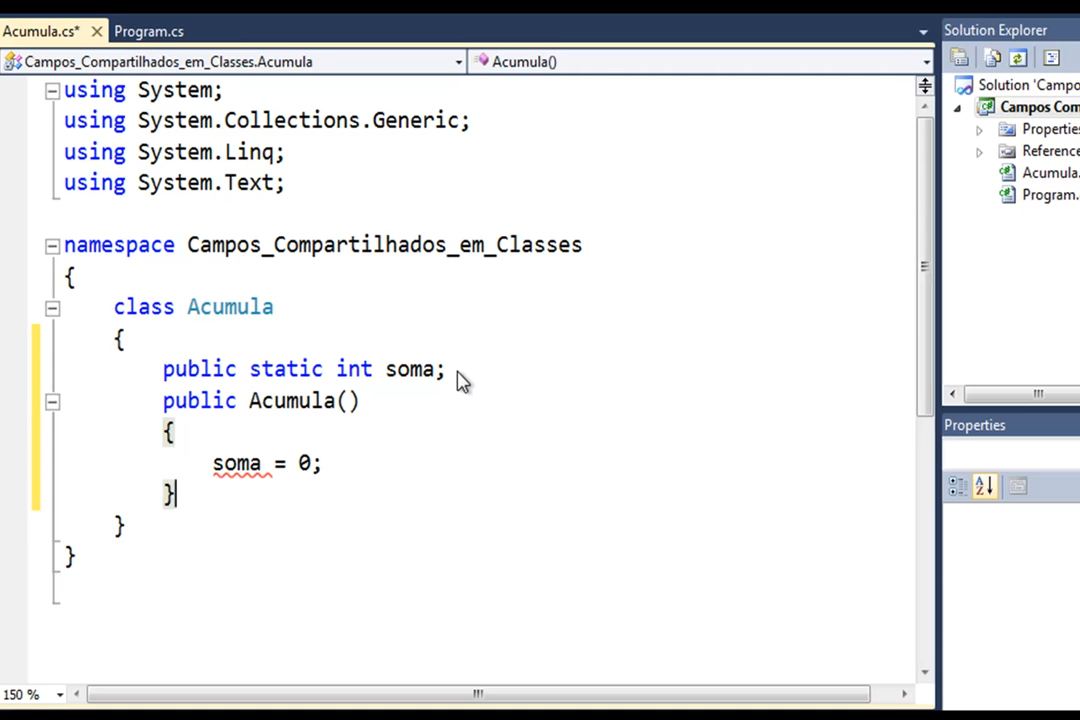 Acumula.cs*
Program.cs
Solution Explorer
Campos_Compartilhados_em_Classes.Acumula
Acumula()
using System;
using System.Collections.Generic;
using System.Linq;
using System.Text;
namespace Campos_Compartilhados_em_Classes
{
class Acumula
{
public static int soma;
public Acumula()
{
soma = 0;
}
}
}
150 %
Solution 'Campo
Campos Com
Properties
Reference
Acumula.
Program.
Properties